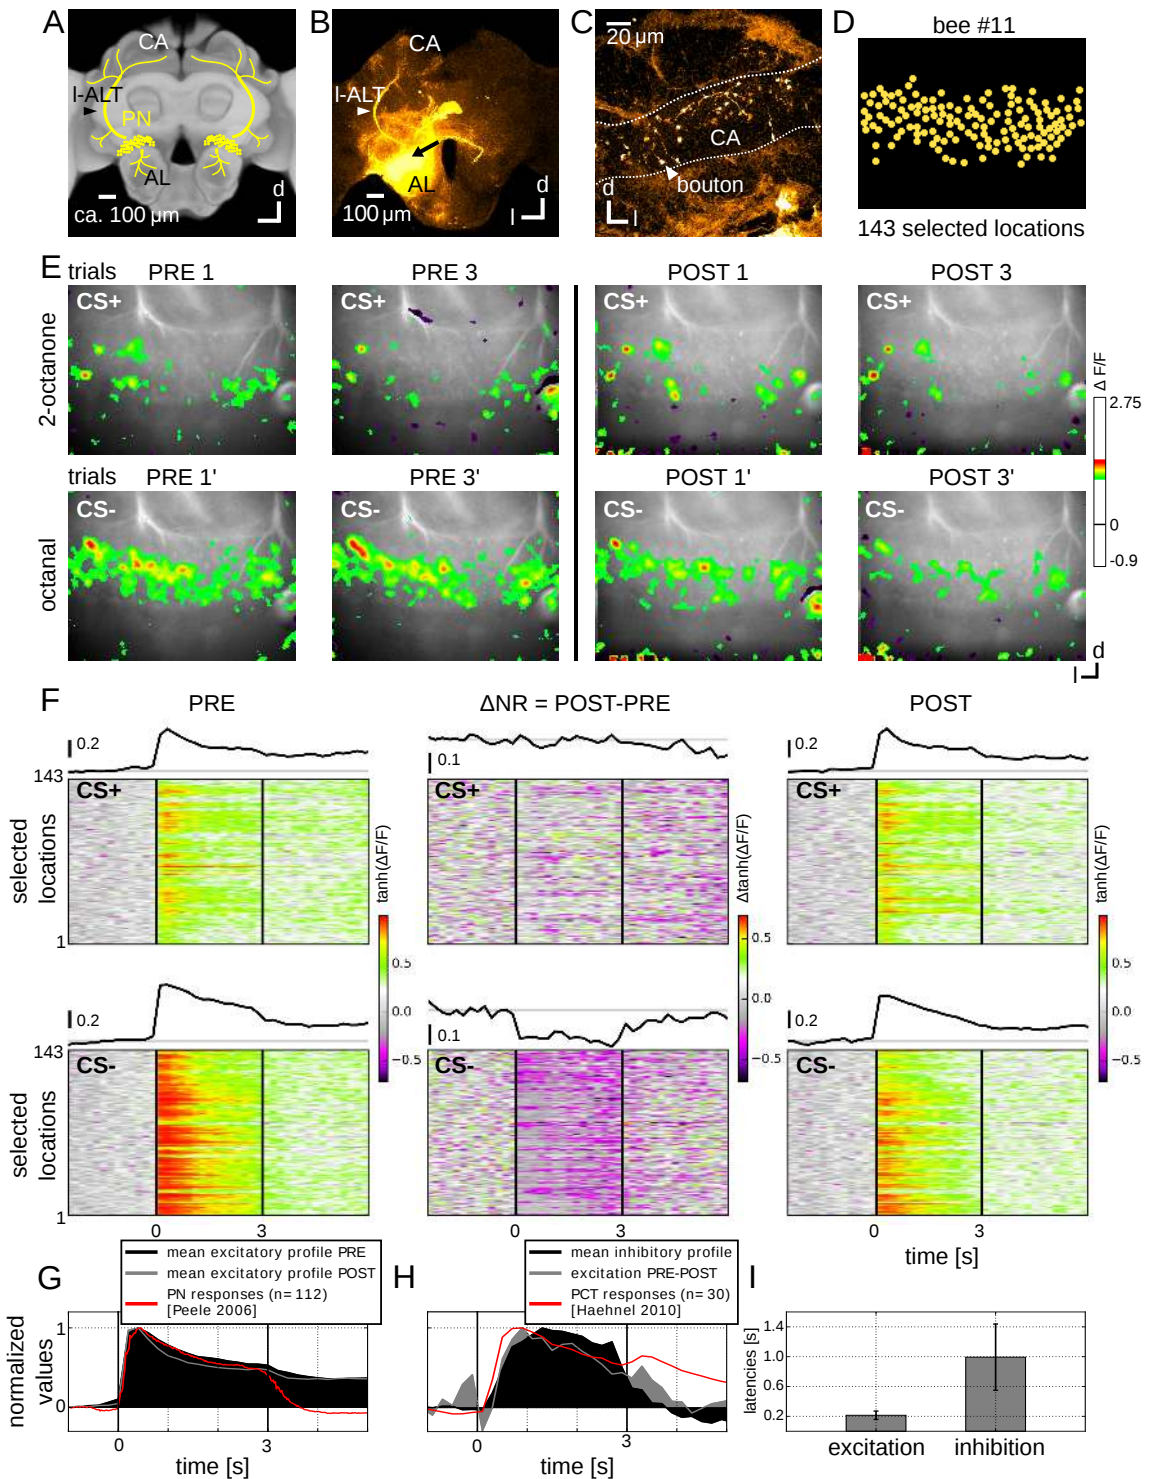 A
CA
l-ALT
PN
AL
ca. 100 µm
d
l
B
CA
l-ALT
AL
100 µm
d
l
C
20 µm
CA
bouton
d
l
D
bee #11
143 selected locations
E
trials PRE 1 PRE 3 POST 1 POST 3
CS+ CS+ CS+ CS+
2-octanone
trials PRE 1' PRE 3' POST 1' POST 3'
CS- CS- CS- CS-
octanal
Δ F/F
2.75
0
-0.9
d
l
F
PRE ΔNR = POST-PRE POST
0.2 0.1 0.2
143
CS+ CS+ CS+
selected
locations
1
tanh(ΔF/F)
0.5
0.0
−0.5
Δtanh(ΔF/F)
0.5
0.0
−0.5
tanh(ΔF/F)
0.5
0.0
−0.5
0.2 0.1 0.2
143
CS- CS- CS-
selected
locations
1
0 3 0 3 0 3
time [s]
G
mean excitatory profile PRE
mean excitatory profile POST
PN responses (n=112)
[Peele 2006]
normalized
values
1
0
0 3
time [s]
H
mean inhibitory profile
excitation PRE-POST
PCT responses (n=30)
[Haehnel 2010]
0 3
time [s]
I
latencies [s]
1.4
1.0
0.6
0.2
excitation inhibition